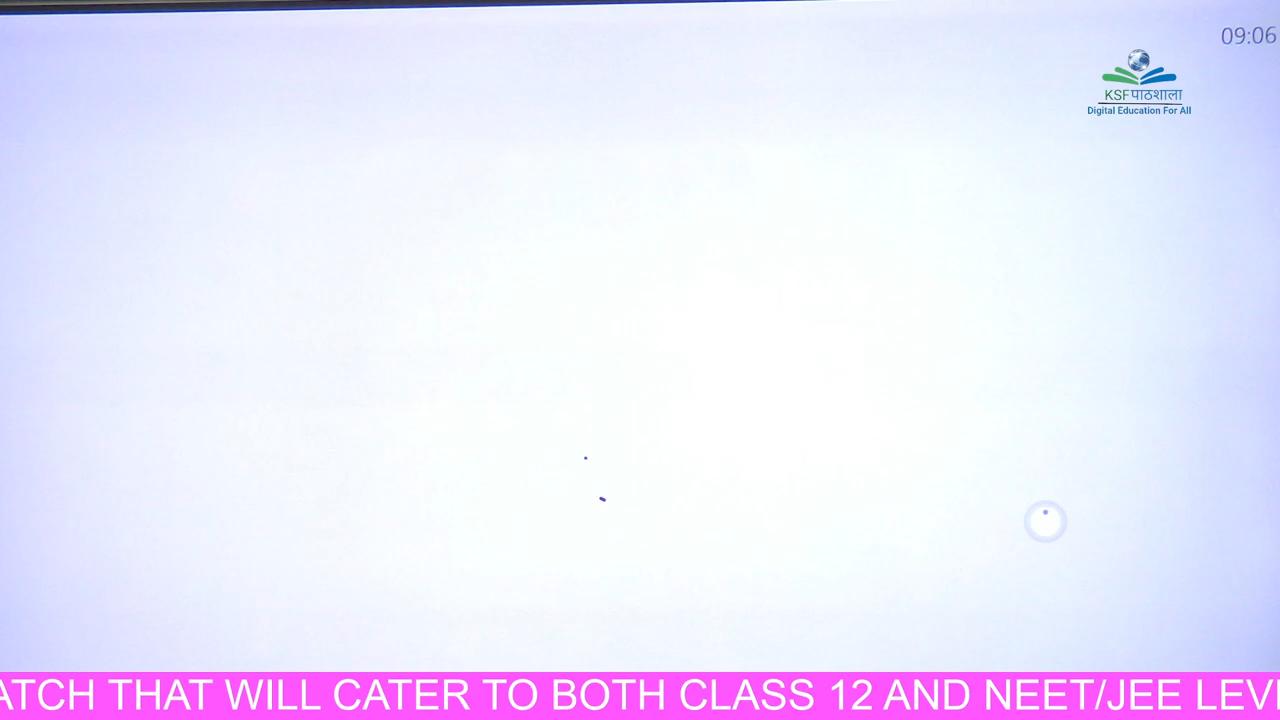 09:06
KSFपाठशाला
Digital Education For All
ATCH THAT WILL CATER TO BOTH CLASS 12 AND NEET/JEE LEV